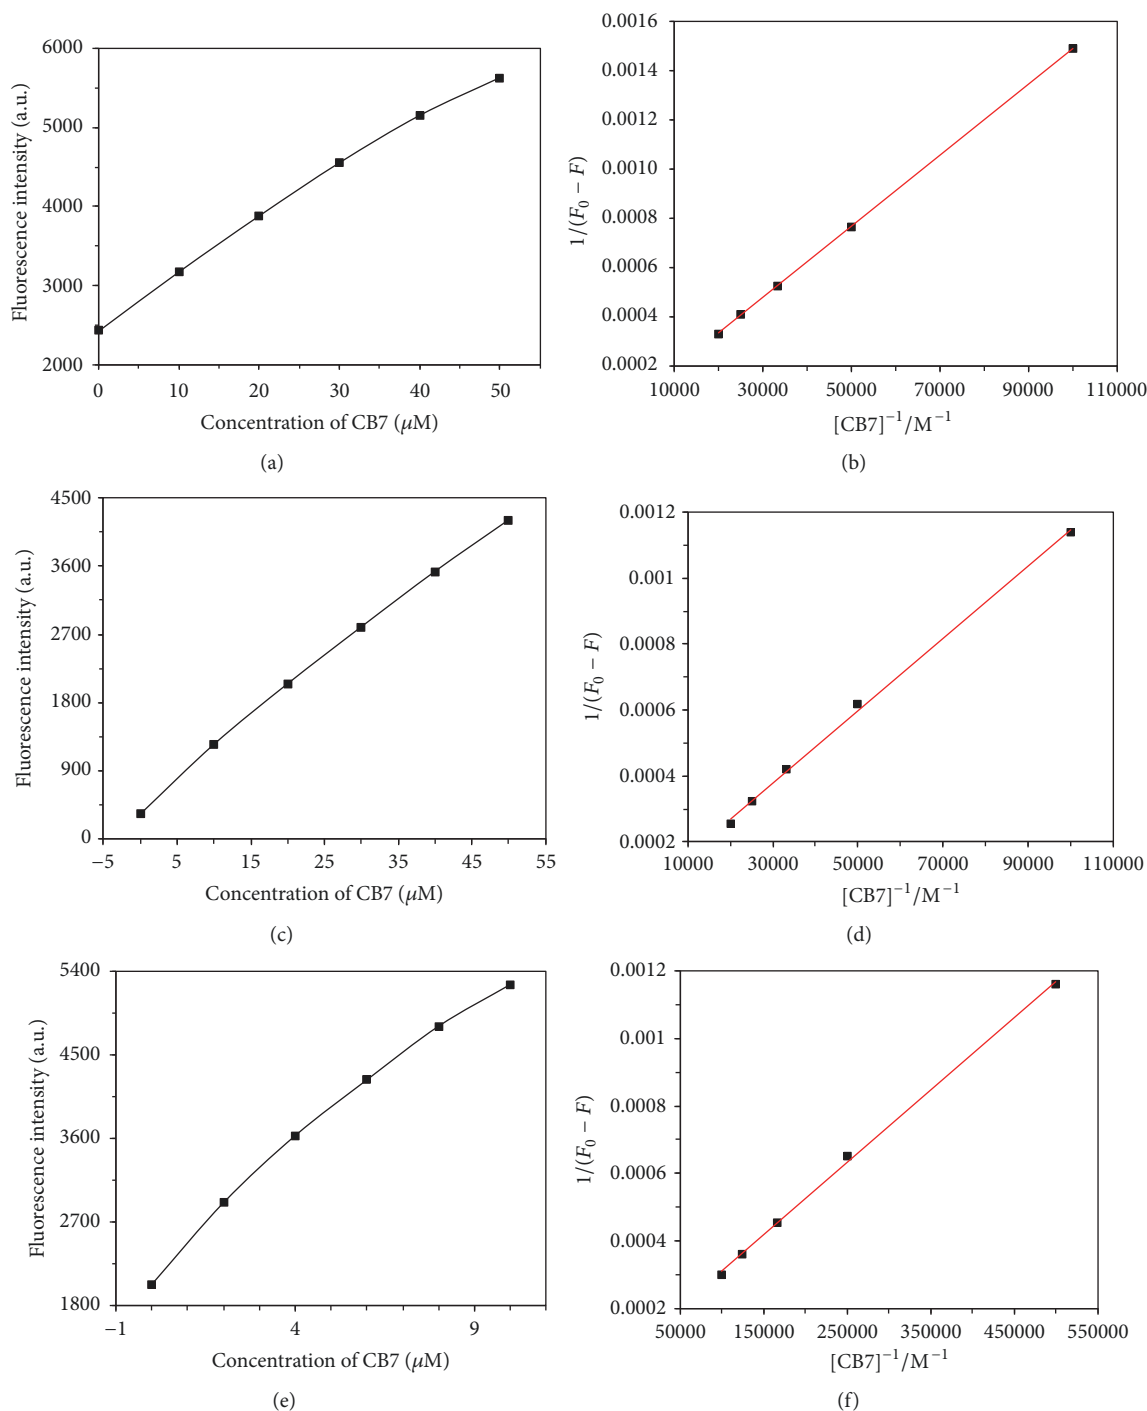 Fluorescence intensity (a.u.)
6000
5000
4000
3000
2000
0 10 20 30 40 50
Concentration of CB7 (μM)
(a)
1/(F₀ − F)
0.0016
0.0014
0.0012
0.0010
0.0008
0.0006
0.0004
0.0002
10000 30000 50000 70000 90000 110000
[CB7]⁻¹/M⁻¹
(b)
Fluorescence intensity (a.u.)
4500
3600
2700
1800
900
0
−5 5 15 25 35 45 55
Concentration of CB7 (μM)
(c)
1/(F₀ − F)
0.0012
0.001
0.0008
0.0006
0.0004
0.0002
10000 30000 50000 70000 90000 110000
[CB7]⁻¹/M⁻¹
(d)
Fluorescence intensity (a.u.)
5400
4500
3600
2700
1800
−1 4 9
Concentration of CB7 (μM)
(e)
1/(F₀ − F)
0.0012
0.001
0.0008
0.0006
0.0004
0.0002
50000 150000 250000 350000 450000 550000
[CB7]⁻¹/M⁻¹
(f)